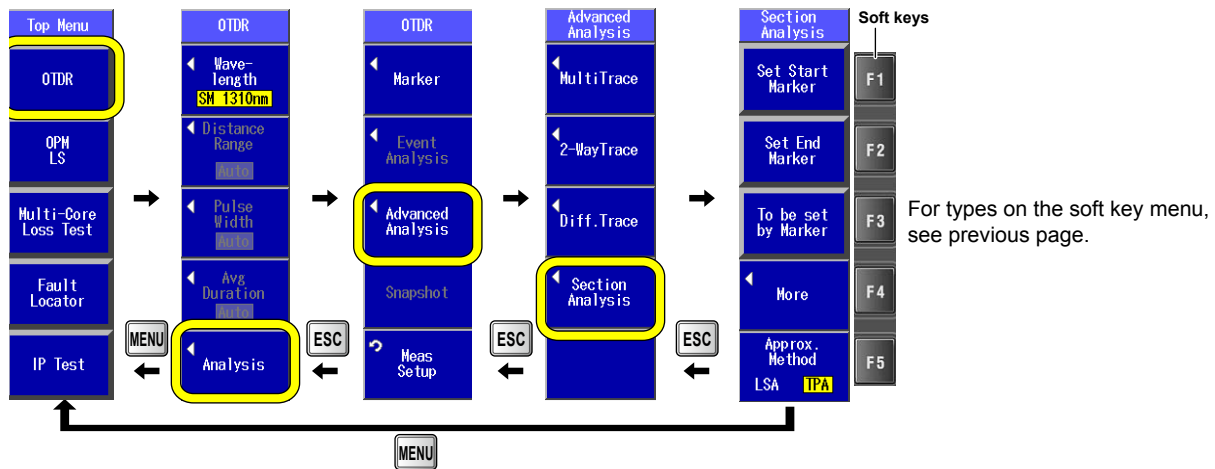 Top Menu
OTDR
OPM
LS
Multi-Core
Loss Test
Fault
Locator
IP Test
MENU
OTDR
Wave-
length
SM 1310nm
Distance
Range
Auto
Pulse
Width
Auto
Avg
Duration
Auto
Analysis
ESC
OTDR
Marker
Event
Analysis
Advanced
Analysis
Snapshot
Meas
Setup
ESC
Advanced
Analysis
MultiTrace
2-WayTrace
Diff.Trace
Section
Analysis
ESC
Section
Analysis
Set Start
Marker
Set End
Marker
To be set
by Marker
More
Approx.
Method
LSA TPA
Soft keys
F1
F2
F3
F4
F5
For types on the soft key menu,
see previous page.
MENU